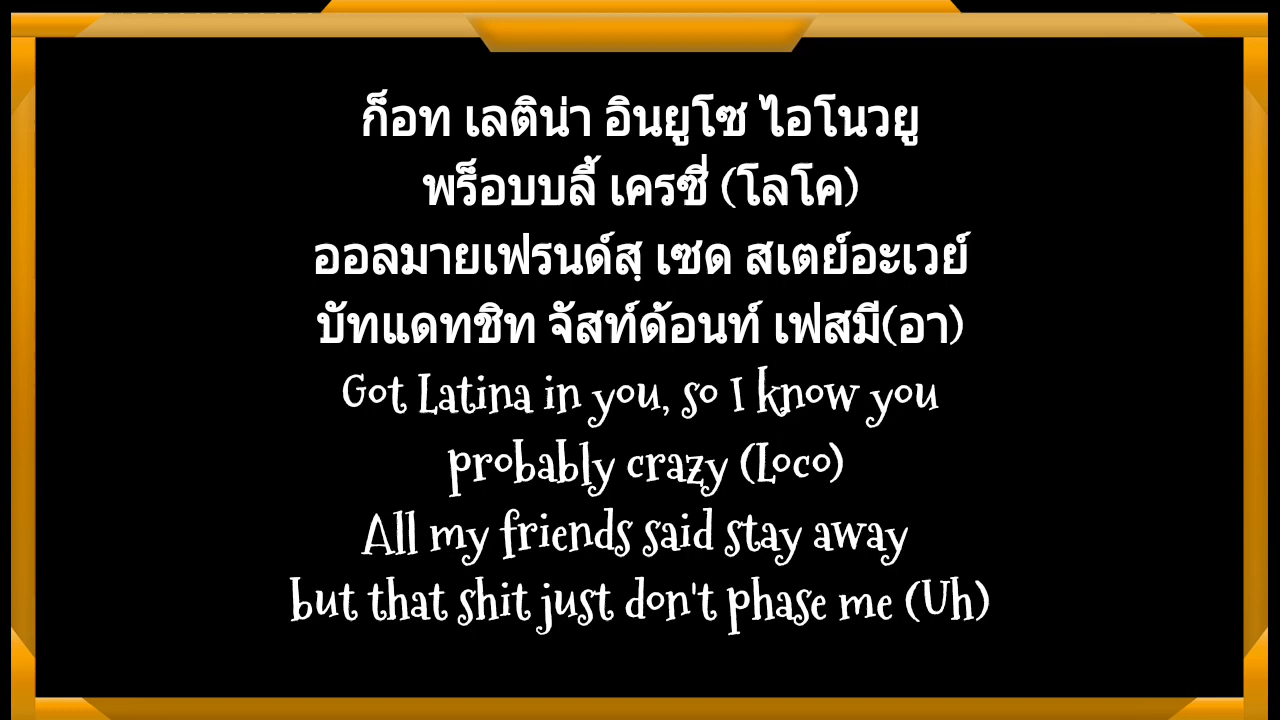 ก็อท เลติน่า อินยูโซ ไอโนวยู
พร็อบบลี้ เครซี่ (โลโค)
ออลมายเฟรนด์สฺ เซด สเตย์อะเวย์
บัทแดทชิท จัสท์ด้อนท์ เฟสมี(อา)
Got Latina in you, so I know you
probably crazy (Loco)
All my friends said stay away
but that shit just don't phase me (Uh)